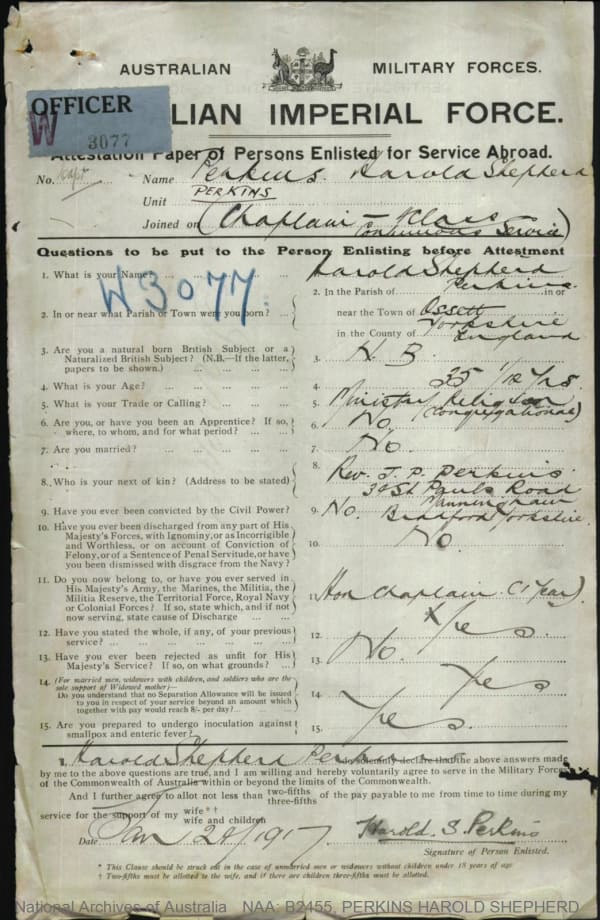 AUSTRALIAN MILITARY FORCES.
OFFICER
W 3077
LIAN IMPERIAL FORCE.
Attestation Paper of Persons Enlisted for Service Abroad.
No. Name Perkins. Harold Shepherd
PERKINS
Unit
Joined on (Chaplain – 4 Class
Continuous Service)
Questions to be put to the Person Enlisting before Attestment
1. What is your Name? Harold Shepherd
Perkins.
W3077.
2. In or near what Parish or Town were you born? 2. In the Parish of in or
near the Town of Ossett
in the County of Yorkshire
England
3. Are you a natural born British Subject or a
Naturalized British Subject? (N.B.—If the latter,
papers to be shown.) 3. N. B.
4. What is your Age? 4. 35 1/12 Yrs.
5. What is your Trade or Calling? 5. Minister Religion
(Congregational)
6. Are you, or have you been an Apprentice? If so,
where, to whom, and for what period? 6. No.
7. Are you married? 7. No.
8. Who is your next of kin? (Address to be stated) 8. Rev. J. P. Perkins.
34 St Pauls Road
Manningham
Bradford Yorkshire.
9. Have you ever been convicted by the Civil Power? 9. No.
10. Have you ever been discharged from any part of His
Majesty's Forces, with Ignominy, or as Incorrigible
and Worthless, or on account of Conviction of
Felony, or of a Sentence of Penal Servitude, or have
you been dismissed with disgrace from the Navy? 10. No.
11. Do you now belong to, or have you ever served in
His Majesty's Army, the Marines, the Militia, the
Militia Reserve, the Territorial Force, Royal Navy
or Colonial Forces? If so, state which, and if not
now serving, state cause of Discharge 11. Hon Chaplain. (1 Year).
12. Have you stated the whole, if any, of your previous
service? 12. X Yes.
13. Have you ever been rejected as unfit for His
Majesty's Service? If so, on what grounds? 13. No.
14. (For married men, widowers with children, and soldiers who are the
sole support of Widowed mother)—
Do you understand that no Separation Allowance will be issued
to you in respect of your service beyond an amount which
together with pay would reach 8/- per day? 14. Yes
15. Are you prepared to undergo inoculation against
smallpox and enteric fever? 15. Yes.
I, Harold Shepherd Perkins do solemnly declare that the above answers made
by me to the above questions are true, and I am willing and hereby voluntarily agree to serve in the Military Forces
of the Commonwealth of Australia within or beyond the limits of the Commonwealth.
And I further agree to allot not less than two-fifths three-fifths of the pay payable to me from time to time during my
service for the support of my wife * †
wife and children
Date Jan 1917 Harold. S. Perkins
Signature of Person Enlisted.
* This Clause should be struck out in the case of unmarried men or widowers without children under 18 years of age
† Two-fifths must be allotted to the wife, and if there are children three-fifths must be allotted.
National Archives of Australia NAA: B2455, PERKINS HAROLD SHEPHERD